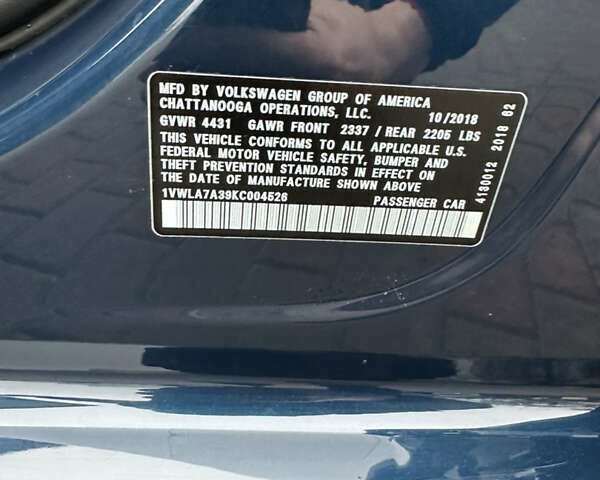 MFD BY VOLKSWAGEN GROUP OF AMERICA
CHATTANOOGA OPERATIONS, LLC. 10/2018
GVWR 4431 GAWR FRONT 2337 / REAR 2205 LBS
THIS VEHICLE CONFORMS TO ALL APPLICABLE U.S.
FEDERAL MOTOR VEHICLE SAFETY, BUMPER AND
THEFT PREVENTION STANDARDS IN EFFECT ON
THE DATE OF MANUFACTURE SHOWN ABOVE
1VWLA7A39KC004526 PASSENGER CAR
4130012 2018 62